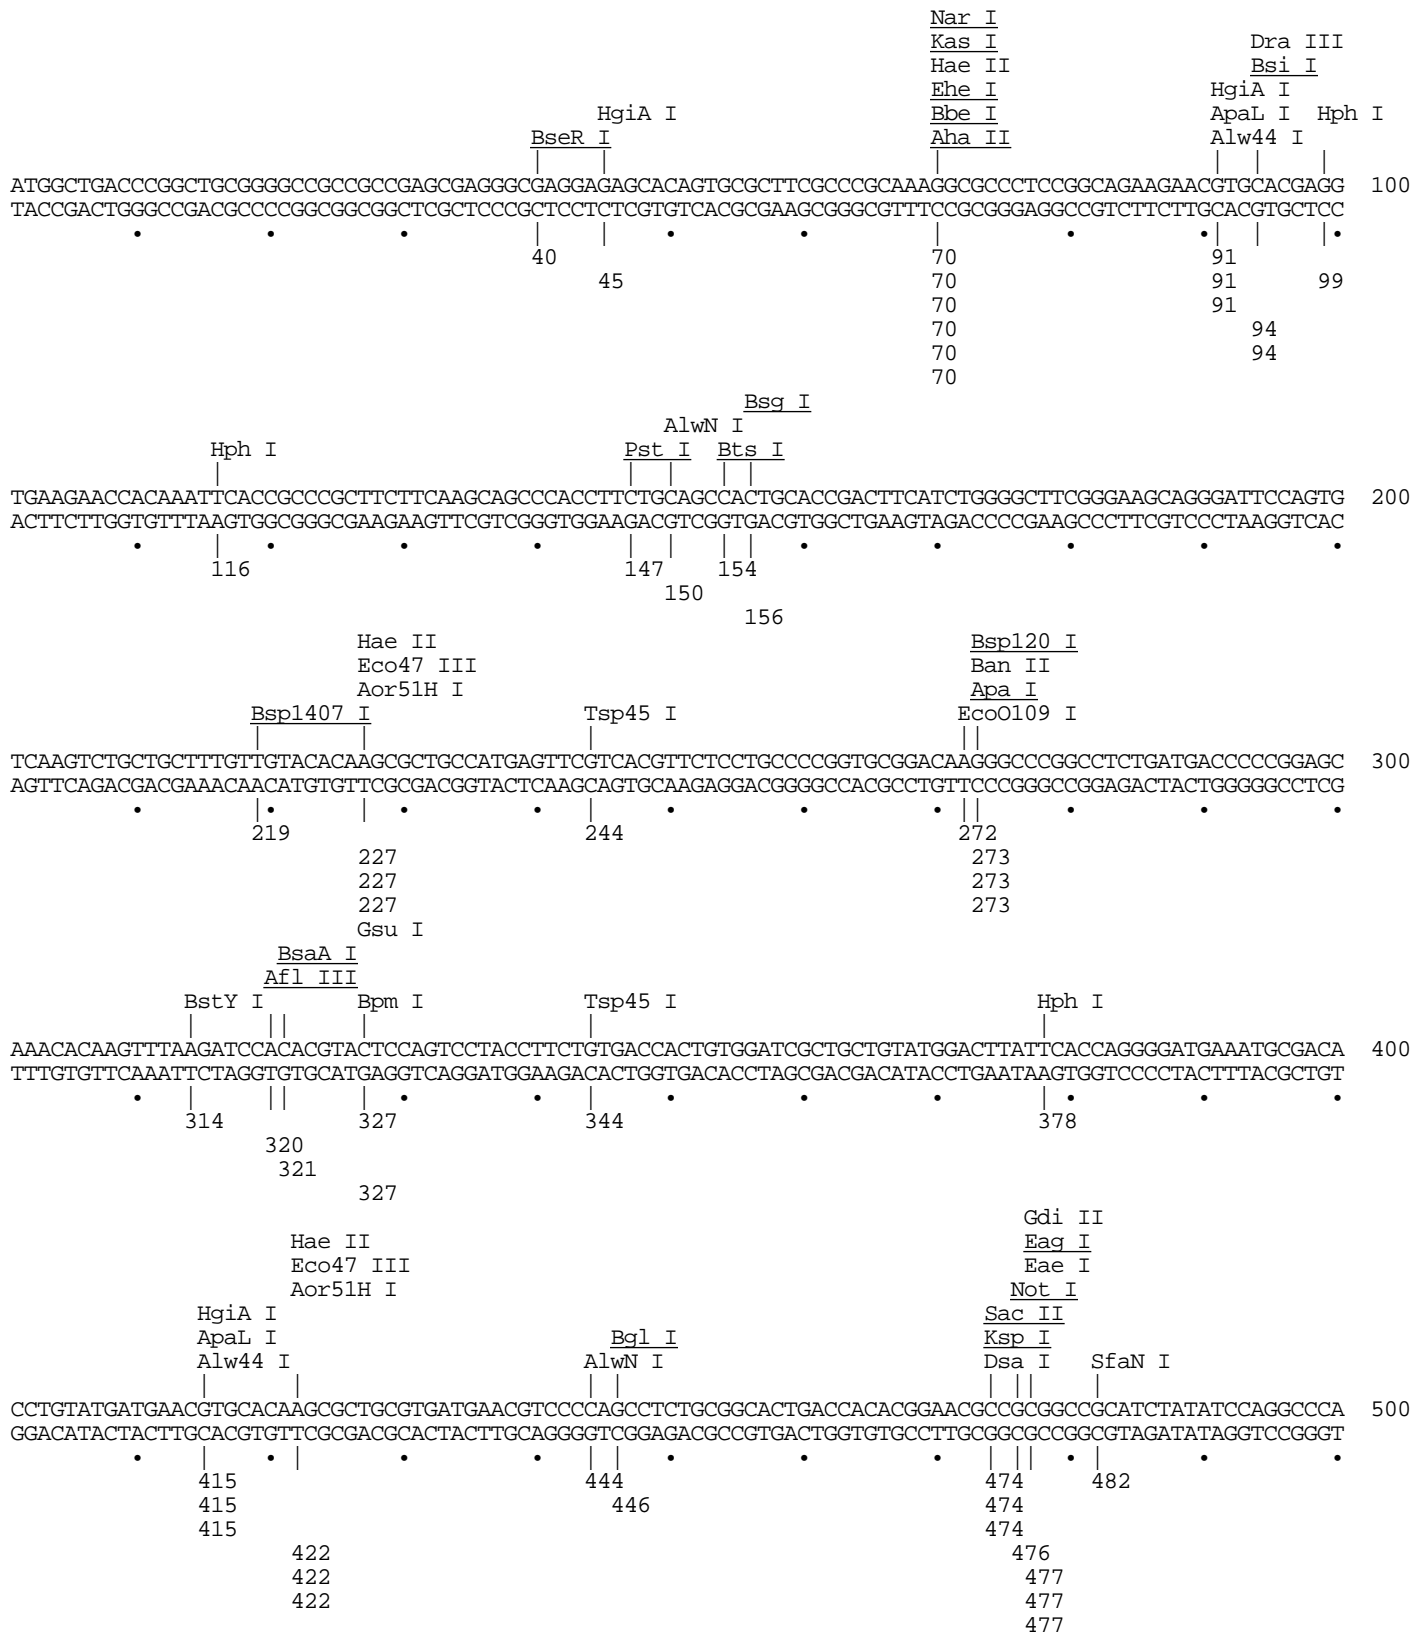 Nar I
Kas I Dra III
Hae II Bsi I
Ehe I HgiA I
HgiA I Bbe I ApaL I Hph I
BseR I Aha II Alw44 I
ATGGCTGACCCGGCTGCGGGGCCGCCGCCGAGCGAGGGCGAGGAGAGCACAGTGCGCTTCGCCCGCAAAGGCGCCCTCCGGCAGAAGAACGTGCACGAGG 100
TACCGACTGGGCCGACGCCCCGGCGGCGGCTCGCTCCCGCTCCTCTCGTGTCACGCGAAGCGGGCGTTTCCGCGGGAGGCCGTCTTCTTGCACGTGCTCC
40 70 91
45 70 91 99
70 91
70 94
70 94
70
Bsg I
AlwN I
Hph I Pst I Bts I
TGAAGAACCACAAATTCACCGCCCGCTTCTTCAAGCAGCCCACCTTCTGCAGCCACTGCACCGACTTCATCTGGGGCTTCGGGAAGCAGGGATTCCAGTG 200
ACTTCTTGGTGTTTAAGTGGCGGGCGAAGAAGTTCGTCGGGTGGAAGACGTCGGTGACGTGGCTGAAGTAGACCCCGAAGCCCTTCGTCCCTAAGGTCAC
116 147 154
150
156
Hae II Bsp120 I
Eco47 III Ban II
Aor51H I Apa I
Bsp1407 I Tsp45 I EcoO109 I
TCAAGTCTGCTGCTTTGTTGTACACAAGCGCTGCCATGAGTTCGTCACGTTCTCCTGCCCCGGTGCGGACAAGGGCCCGGCCTCTGATGACCCCCGGAGC 300
AGTTCAGACGACGAAACAACATGTGTTCGCGACGGTACTCAAGCAGTGCAAGAGGACGGGGCCACGCCTGTTCCCGGGCCGGAGACTACTGGGGGCCTCG
219 244 272
227 273
227 273
227 273
Gsu I
BsaA I
Afl III
BstY I Bpm I Tsp45 I Hph I
AAACACAAGTTTAAGATCCACACGTACTCCAGTCCTACCTTCTGTGACCACTGTGGATCGCTGCTGTATGGACTTATTCACCAGGGGATGAAATGCGACA 400
TTTGTGTTCAAATTCTAGGTGTGCATGAGGTCAGGATGGAAGACACTGGTGACACCTAGCGACGACATACCTGAATAAGTGGTCCCCTACTTTACGCTGT
314 327 344 378
320
321
327
Gdi II
Hae II Eag I
Eco47 III Eae I
Aor51H I Not I
HgiA I Sac II
ApaL I Bgl I Ksp I
Alw44 I AlwN I Dsa I SfaN I
CCTGTATGATGAACGTGCACAAGCGCTGCGTGATGAACGTCCCCAGCCTCTGCGGCACTGACCACACGGAACGCCGCGGCCGCATCTATATCCAGGCCCA 500
GGACATACTACTTGCACGTGTTCGCGACGCACTACTTGCAGGGGTCGGAGACGCCGTGACTGGTGTGCCTTGCGGCGCCGGCGTAGATATAGGTCCGGGT
415 444 474 482
415 446 474
415 474
422 476
422 477
422 477
477